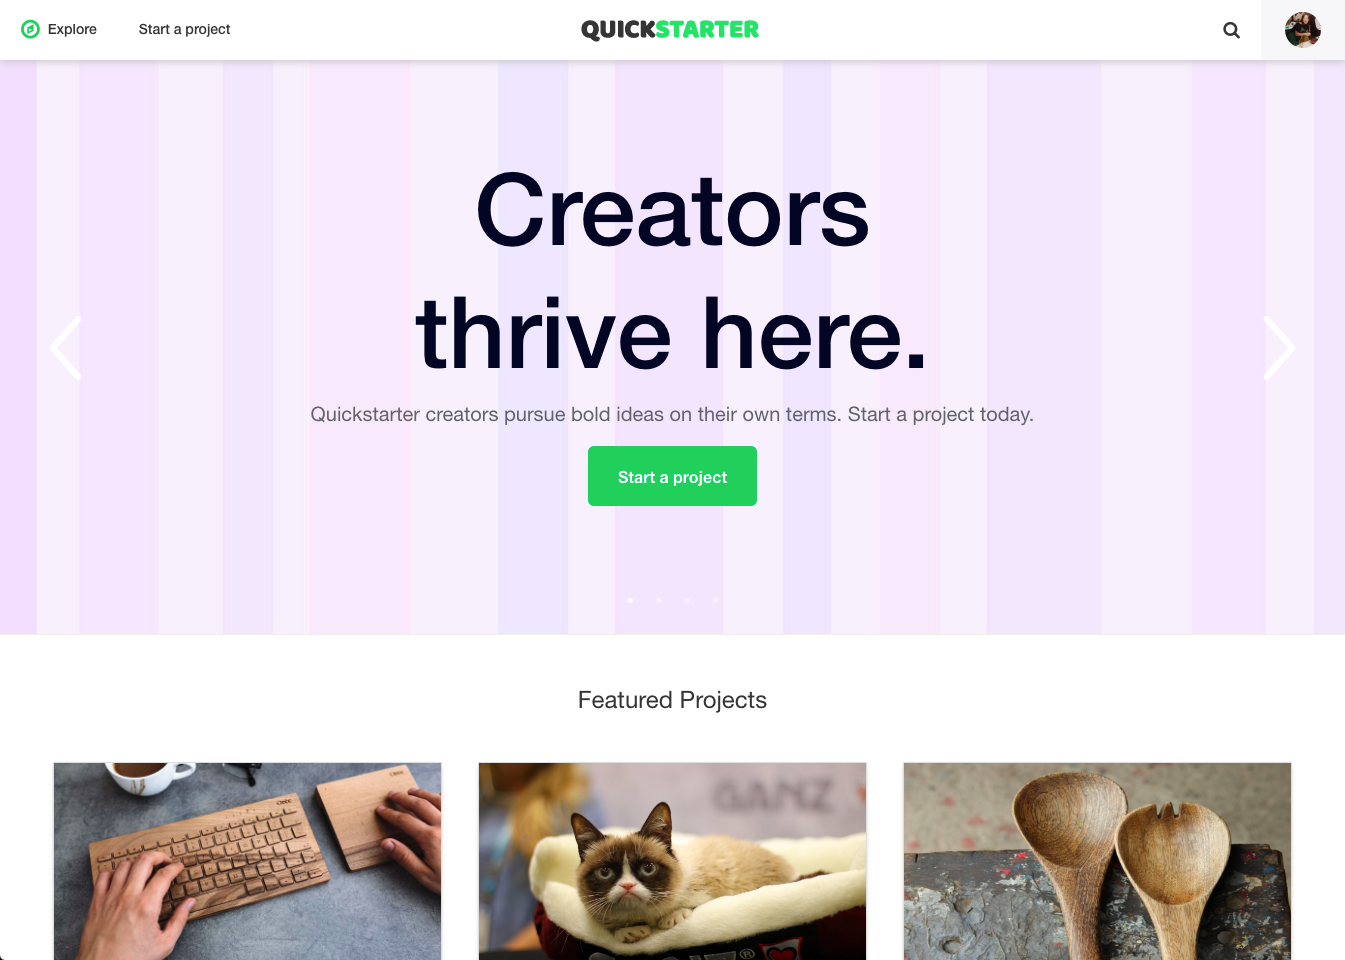 Explore
Start a project
QUICKSTARTER
Creators
thrive here.
Quickstarter creators pursue bold ideas on their own terms. Start a project today.
Start a project
Featured Projects
GANZ